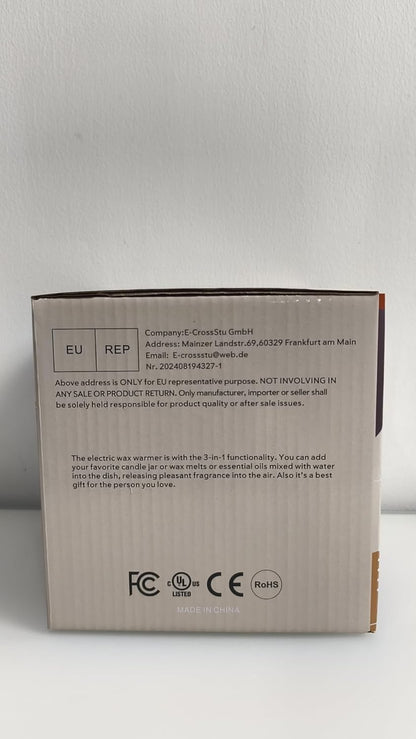 EU REP
Company:E-CrossStu GmbH
Address: Mainzer Landstr.69,60329 Frankfurt am Main
Email: E-crossstu@web.de
Nr. 202408194327-1
Above address is ONLY for EU representative purpose. NOT INVOLVING IN
ANY SALE OR PRODUCT RETURN. Only manufacturer, importer or seller shall
be solely held responsible for product quality or after sale issues.
The electric wax warmer is with the 3-in-1 functionality. You can add
your favorite candle jar or wax melts or essential oils mixed with water
into the dish, releasing pleasant fragrance into the air. Also it's a best
gift for the person you love.
FC c UL US LISTED CE RoHS
MADE IN CHINA